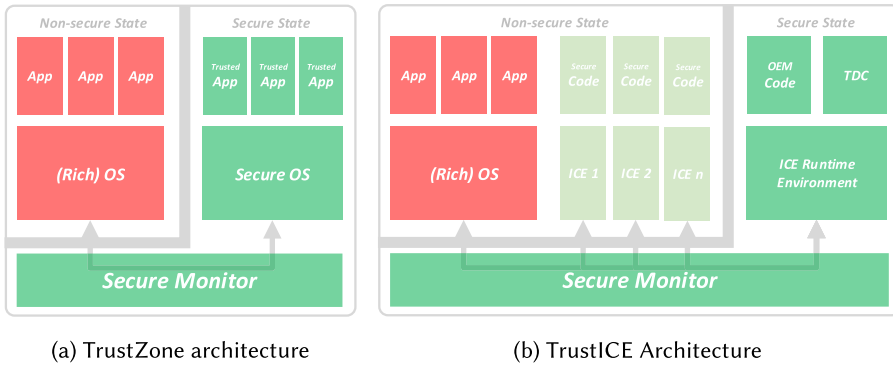 Non-secure State
Secure State
App
App
App
Trusted
App
Trusted
App
Trusted
App
(Rich) OS
Secure OS
Secure Monitor
(a) TrustZone architecture
Non-secure State
Secure State
App
App
App
Secure
Code
Secure
Code
Secure
Code
OEM
Code
TDC
(Rich) OS
ICE 1
ICE 2
ICE n
ICE Runtime
Environment
Secure Monitor
(b) TrustICE Architecture